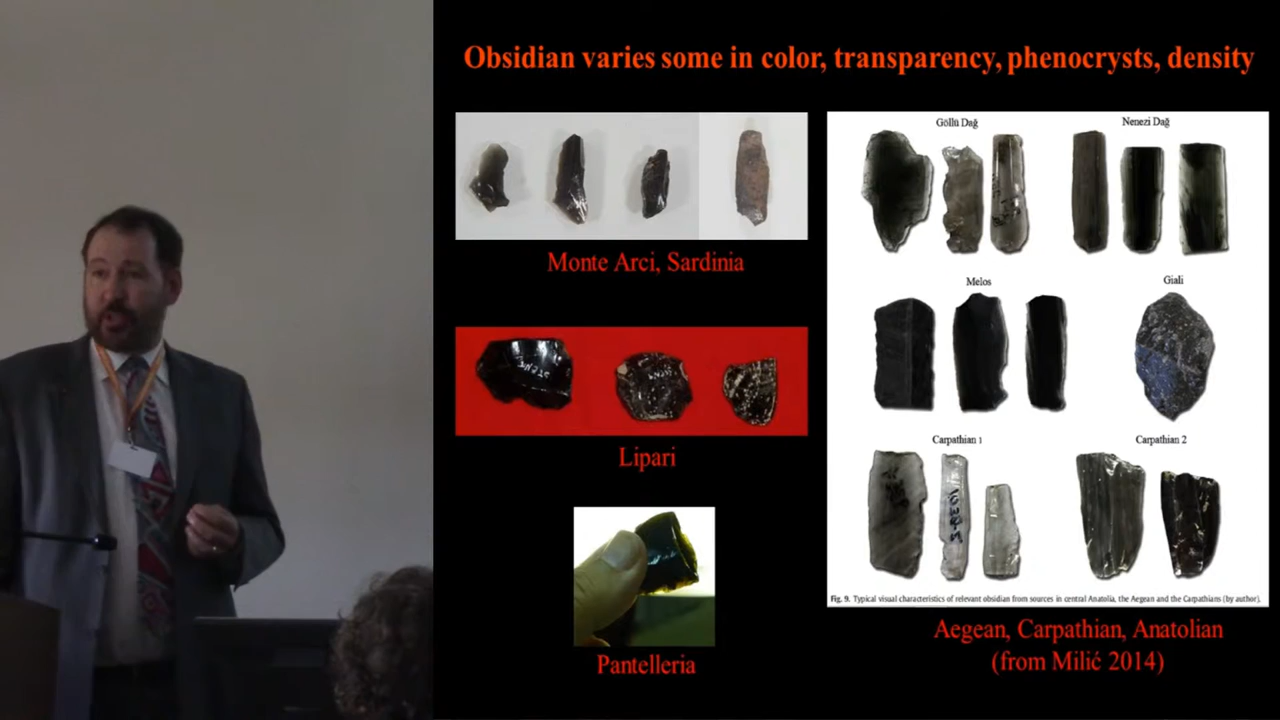 Obsidian varies some in color, transparency, phenocrysts, density
Monte Arci, Sardinia
Lipari
Pantelleria
Göllü Dağ
Nenezi Dağ
Melos
Giali
Carpathian 1
Carpathian 2
Fig. 9. Typical visual characteristics of relevant obsidian from sources in central Anatolia, the Aegean and the Carpathians (by author).
Aegean, Carpathian, Anatolian
(from Milić 2014)